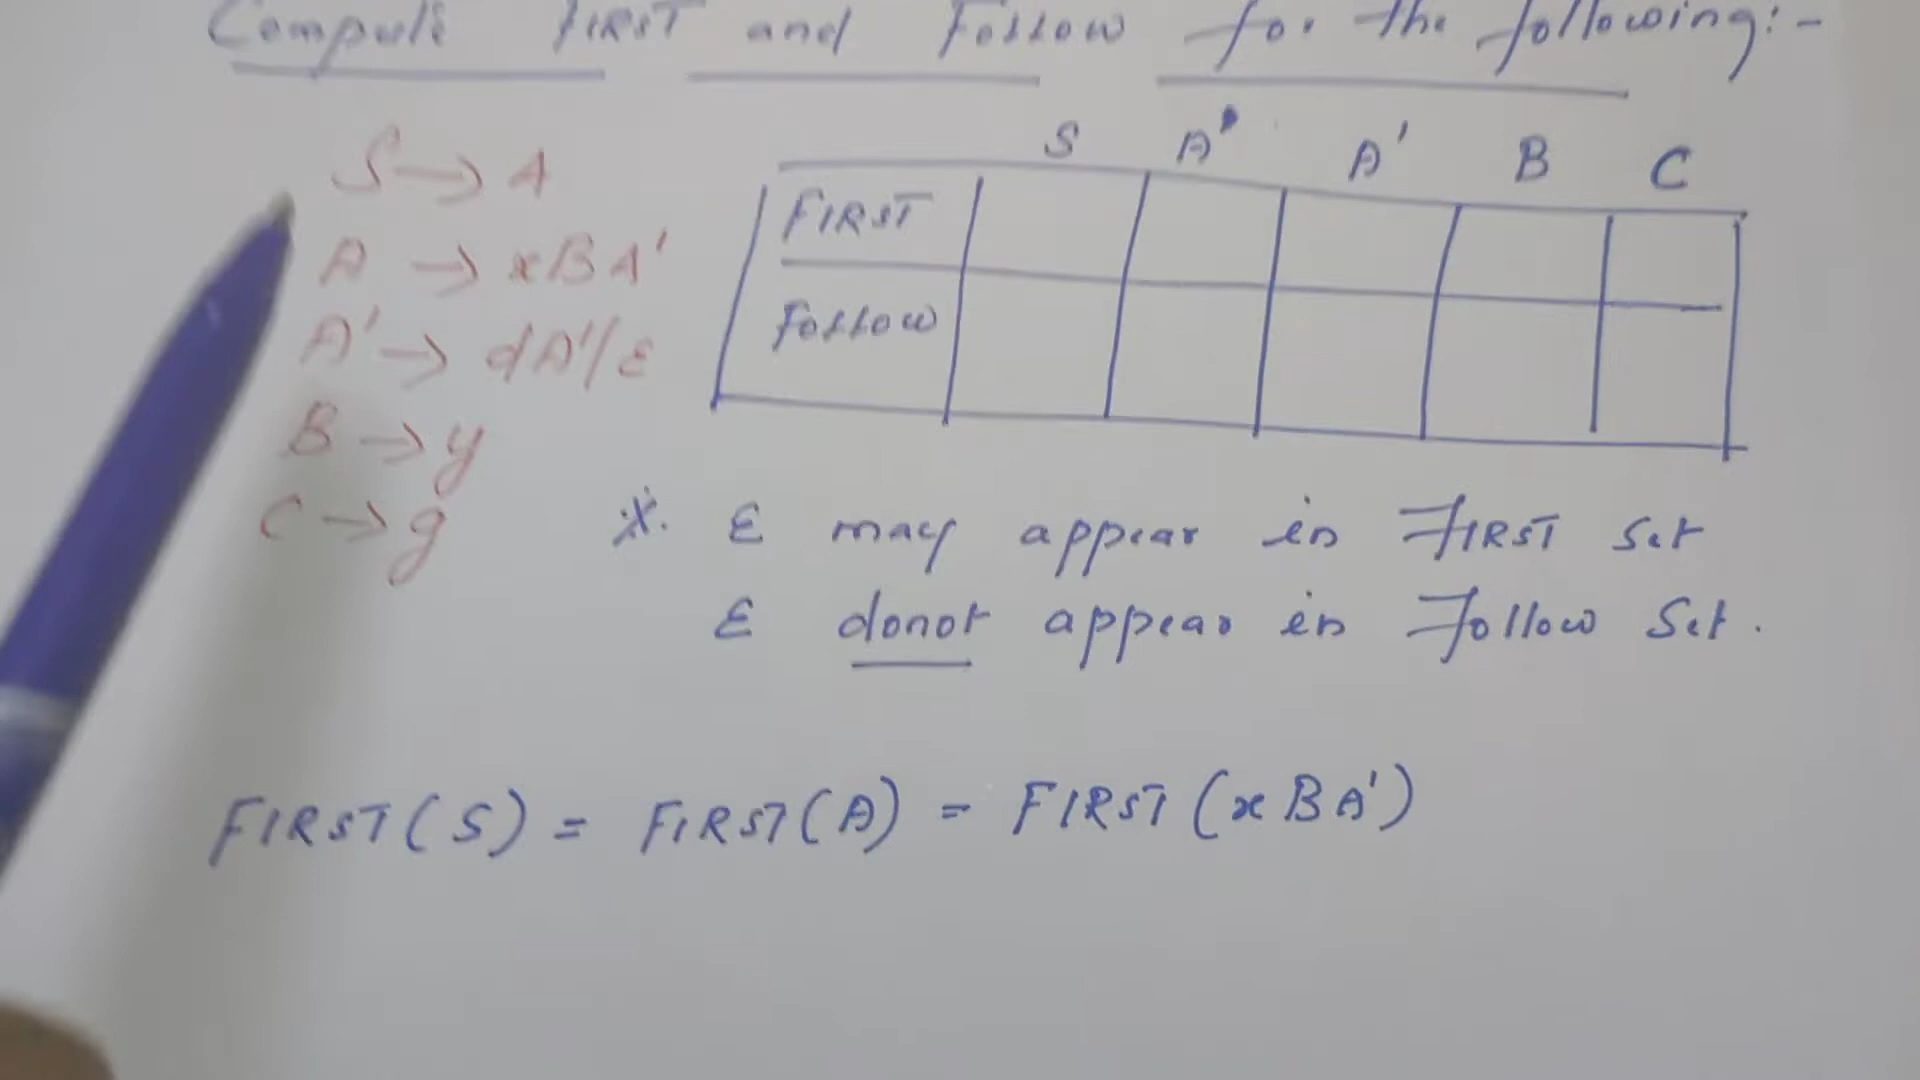 Compute FIRST and Follow for the following:-
S → A
A → xBA'
A' → dA'/ε
B → y
C → g
S A' A' B C
FIRST
Follow
※. ε may appear in FIRST Set
ε donot appear in Follow Set.
FIRST(S) = FIRST(A) = FIRST(xBA')